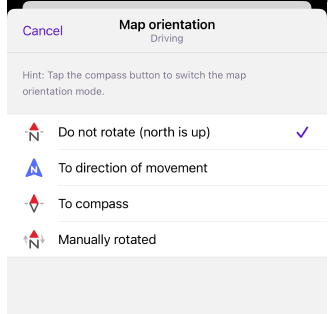 Cancel
Map orientation
Driving
Hint: Tap the compass button to switch the map
orientation mode.
N
Do not rotate (north is up)
N
To direction of movement
To compass
N
Manually rotated